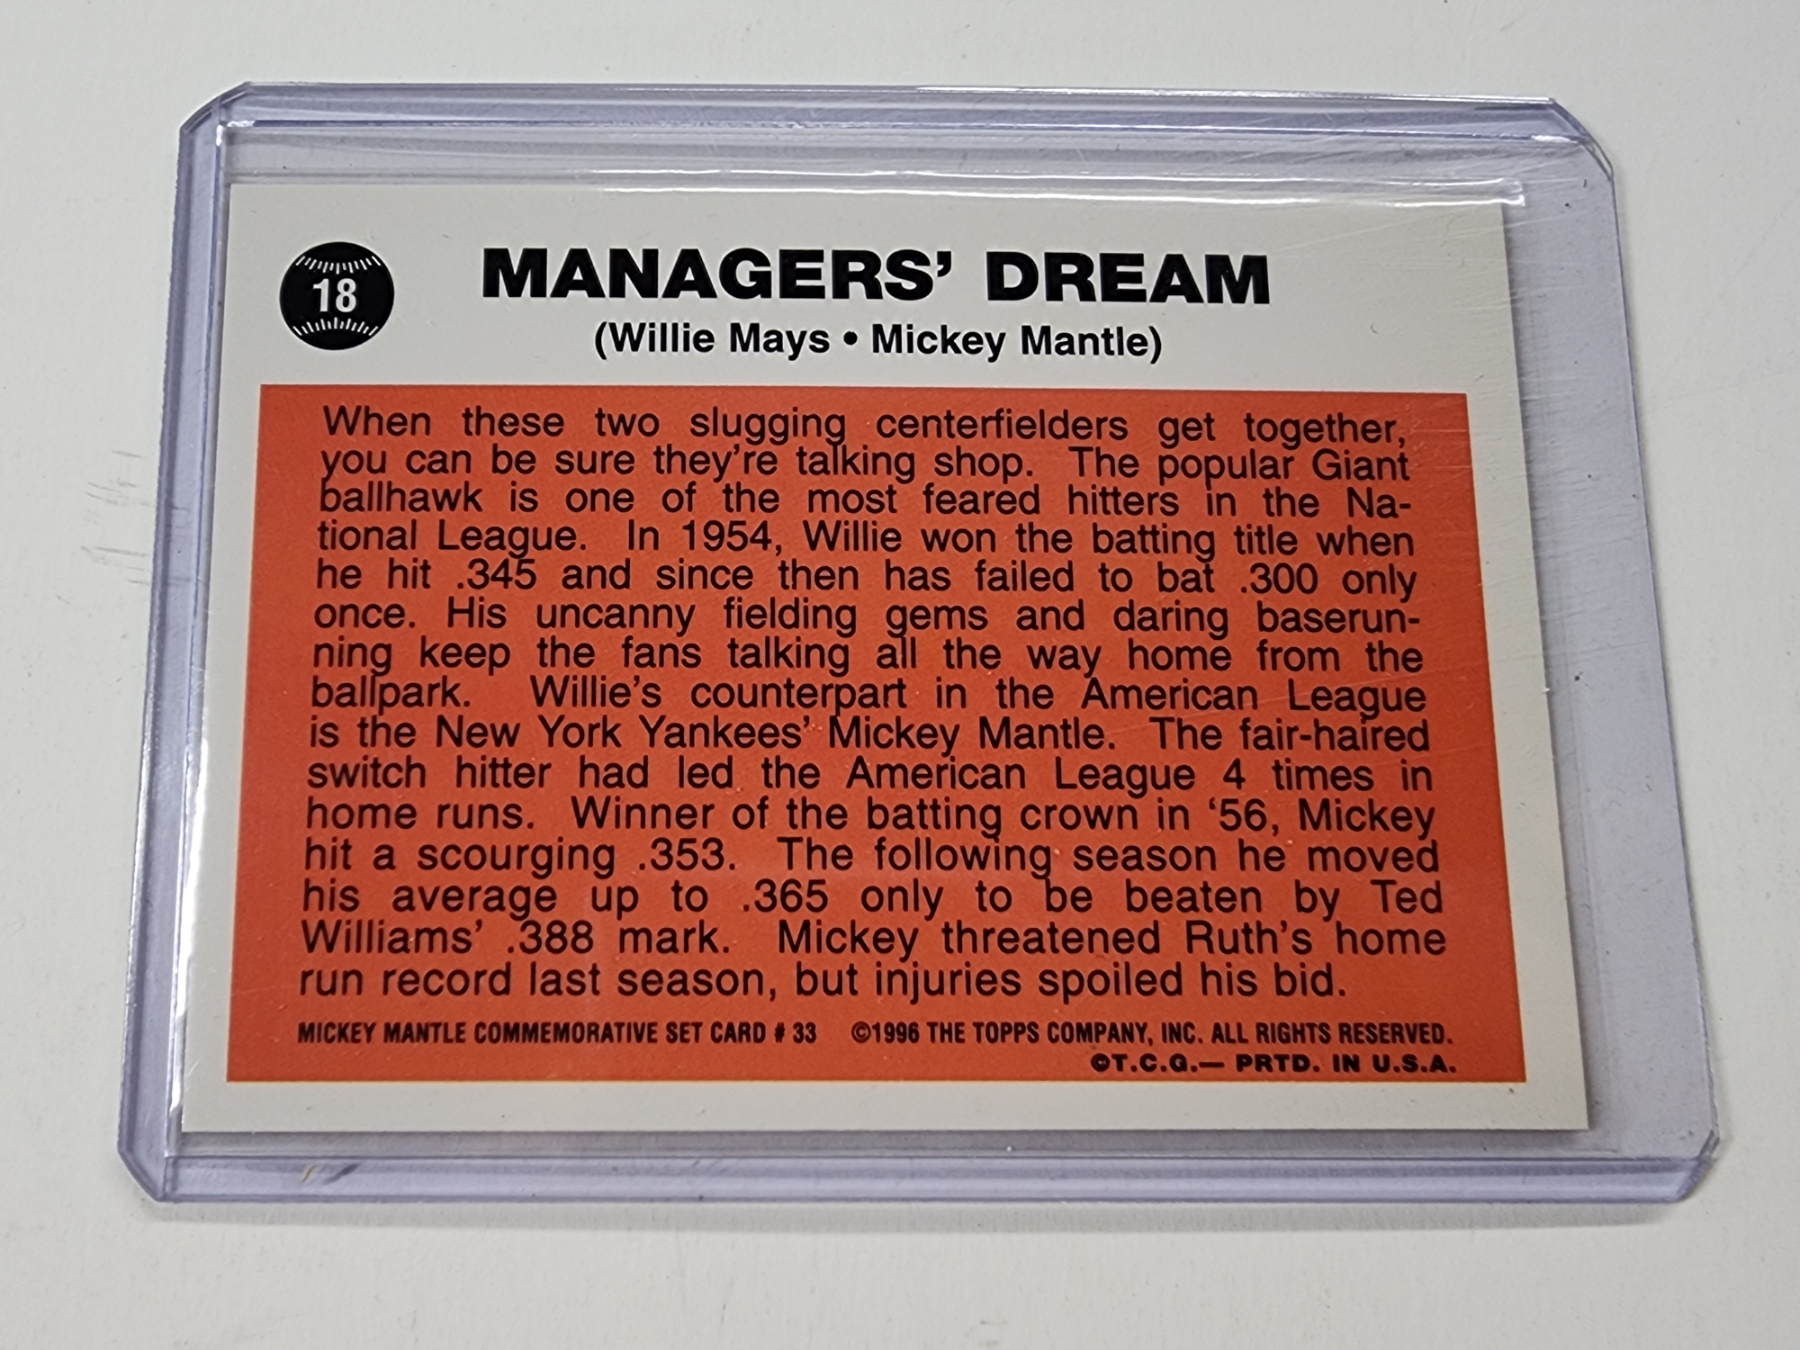 18
MANAGERS' DREAM
(Willie Mays • Mickey Mantle)
When these two slugging centerfielders get together,
you can be sure they're talking shop. The popular Giant
ballhawk is one of the most feared hitters in the Na-
tional League. In 1954, Willie won the batting title when
he hit .345 and since then has failed to bat .300 only
once. His uncanny fielding gems and daring baserun-
ning keep the fans talking all the way home from the
ballpark. Willie's counterpart in the American League
is the New York Yankees' Mickey Mantle. The fair-haired
switch hitter had led the American League 4 times in
home runs. Winner of the batting crown in '56, Mickey
hit a scourging .353. The following season he moved
his average up to .365 only to be beaten by Ted
Williams' .388 mark. Mickey threatened Ruth's home
run record last season, but injuries spoiled his bid.
MICKEY MANTLE COMMEMORATIVE SET CARD # 33 ©1996 THE TOPPS COMPANY, INC. ALL RIGHTS RESERVED.
©T.C.G.— PRTD. IN U.S.A.